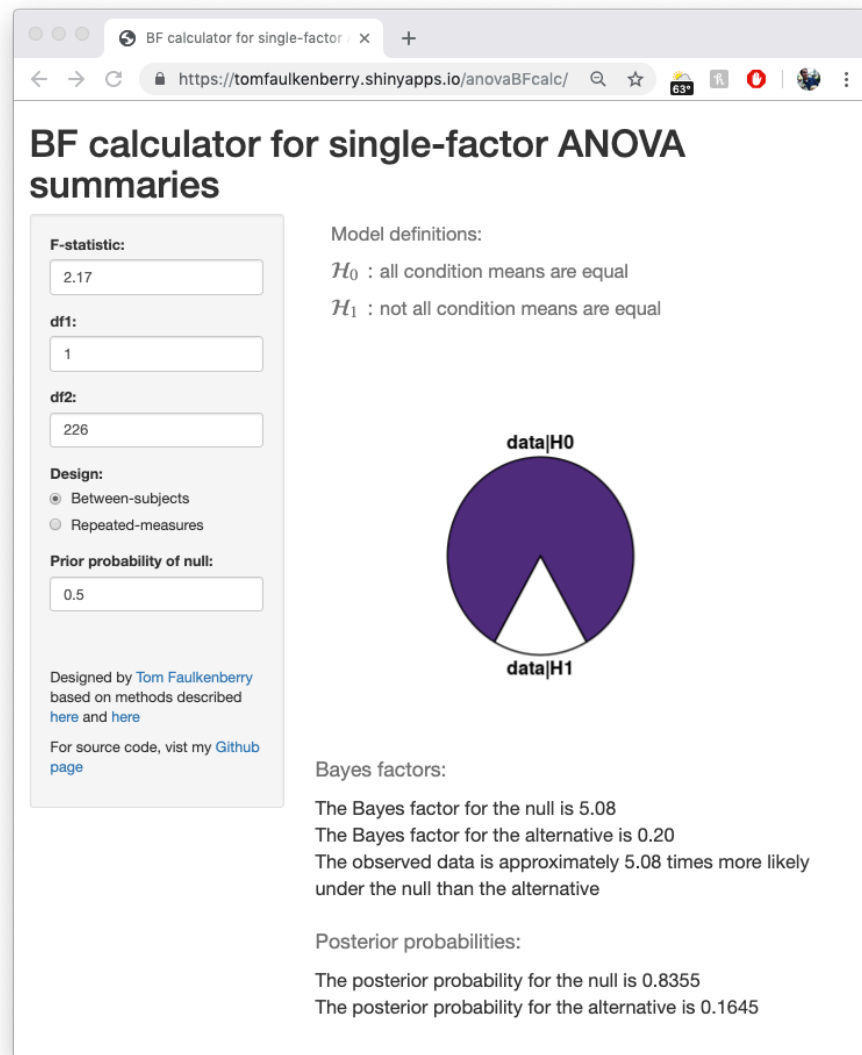 BF calculator for single-factor A
https://tomfaulkenberry.shinyapps.io/anovaBFcalc/
63°
BF calculator for single-factor ANOVA
summaries
F-statistic:
2.17
df1:
1
df2:
226
Design:
Between-subjects
Repeated-measures
Prior probability of null:
0.5
Designed by Tom Faulkenberry
based on methods described
here and here
For source code, vist my Github
page
Model definitions:
H₀ : all condition means are equal
H₁ : not all condition means are equal
data|H0
data|H1
Bayes factors:
The Bayes factor for the null is 5.08
The Bayes factor for the alternative is 0.20
The observed data is approximately 5.08 times more likely
under the null than the alternative
Posterior probabilities:
The posterior probability for the null is 0.8355
The posterior probability for the alternative is 0.1645